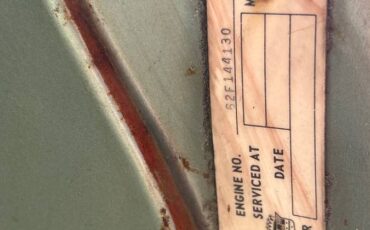 ENGINE NO. 62F144130
SERVICED AT
DATE